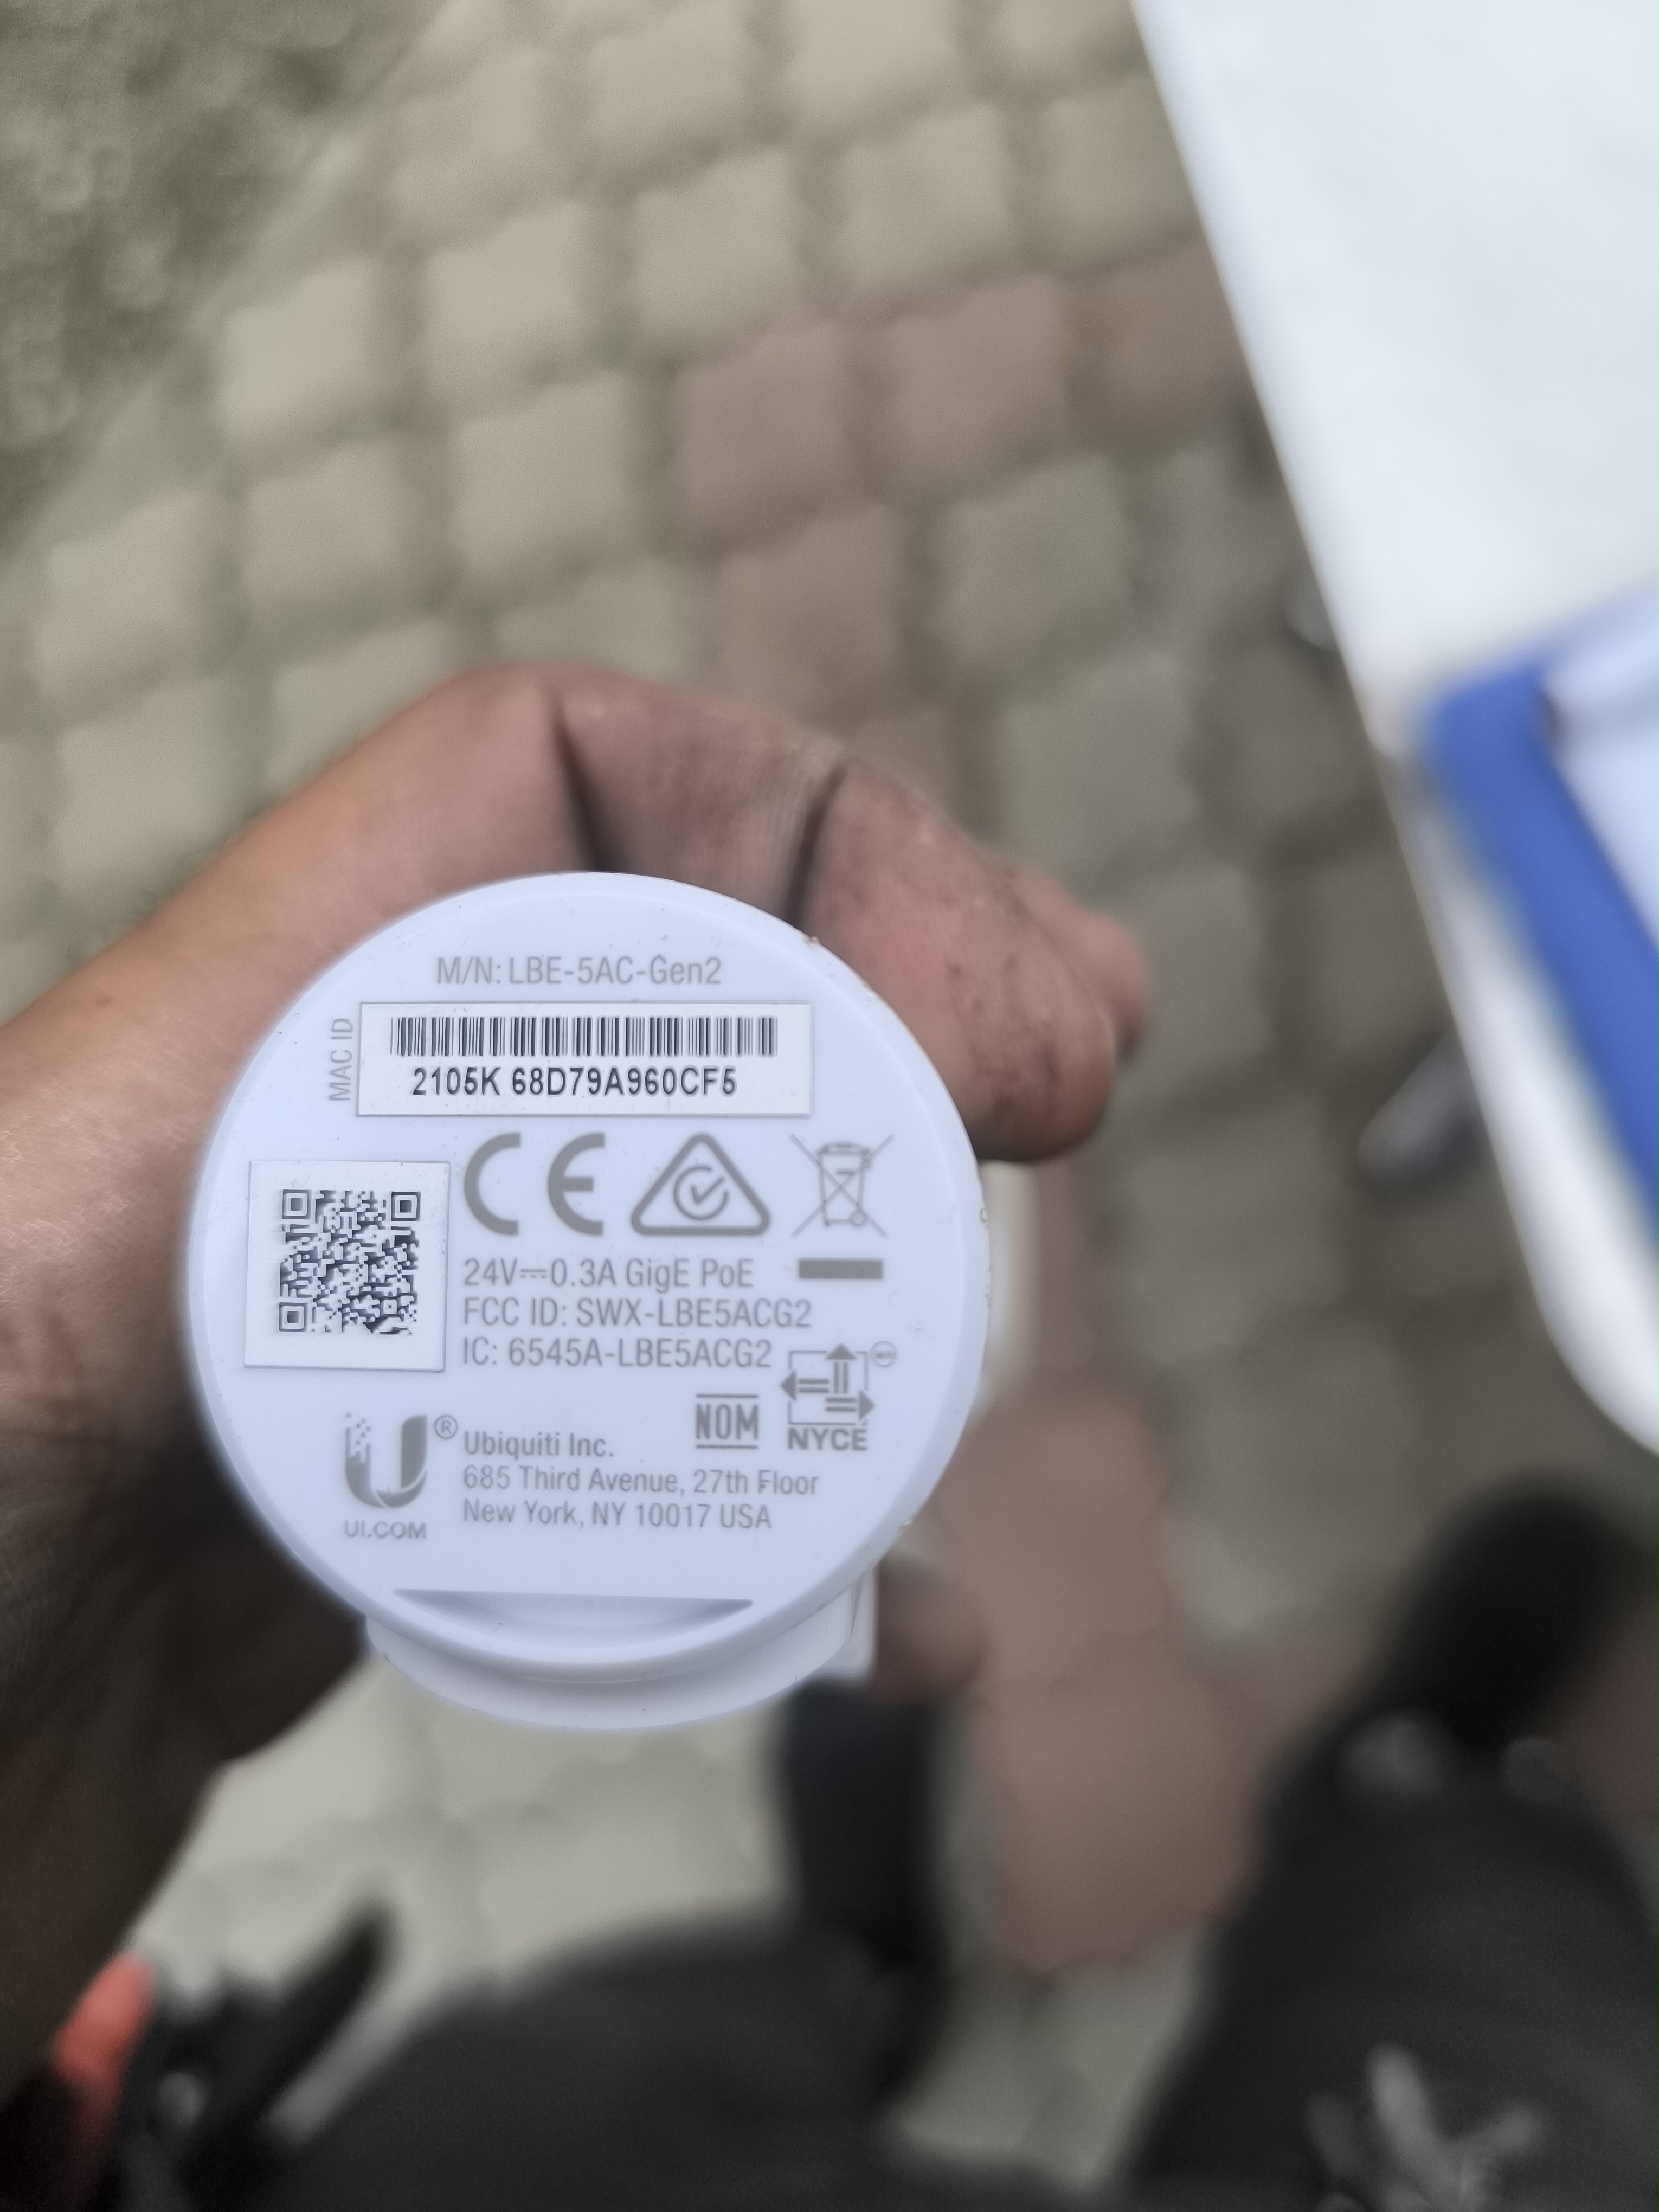 M/N: LBE-5AC-Gen2
MAC ID
2105K 68D79A960CF5
24V⎓0.3A GigE PoE
FCC ID: SWX-LBE5ACG2
IC: 6545A-LBE5ACG2
NOM
NYCE
U®
UI.COM
Ubiquiti Inc.
685 Third Avenue, 27th Floor
New York, NY 10017 USA